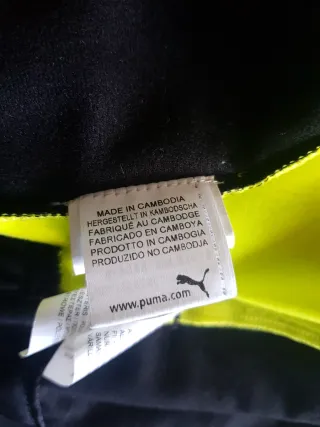 MADE IN CAMBODIA
HERGESTELLT IN KAMBODSCHA
FABRIQUÉ AU CAMBODGE
FABRICADO EN CAMBOYA
PRODOTTO IN CAMBOGIA
PRODUZIDO NO CAMBODJA
www.puma.com